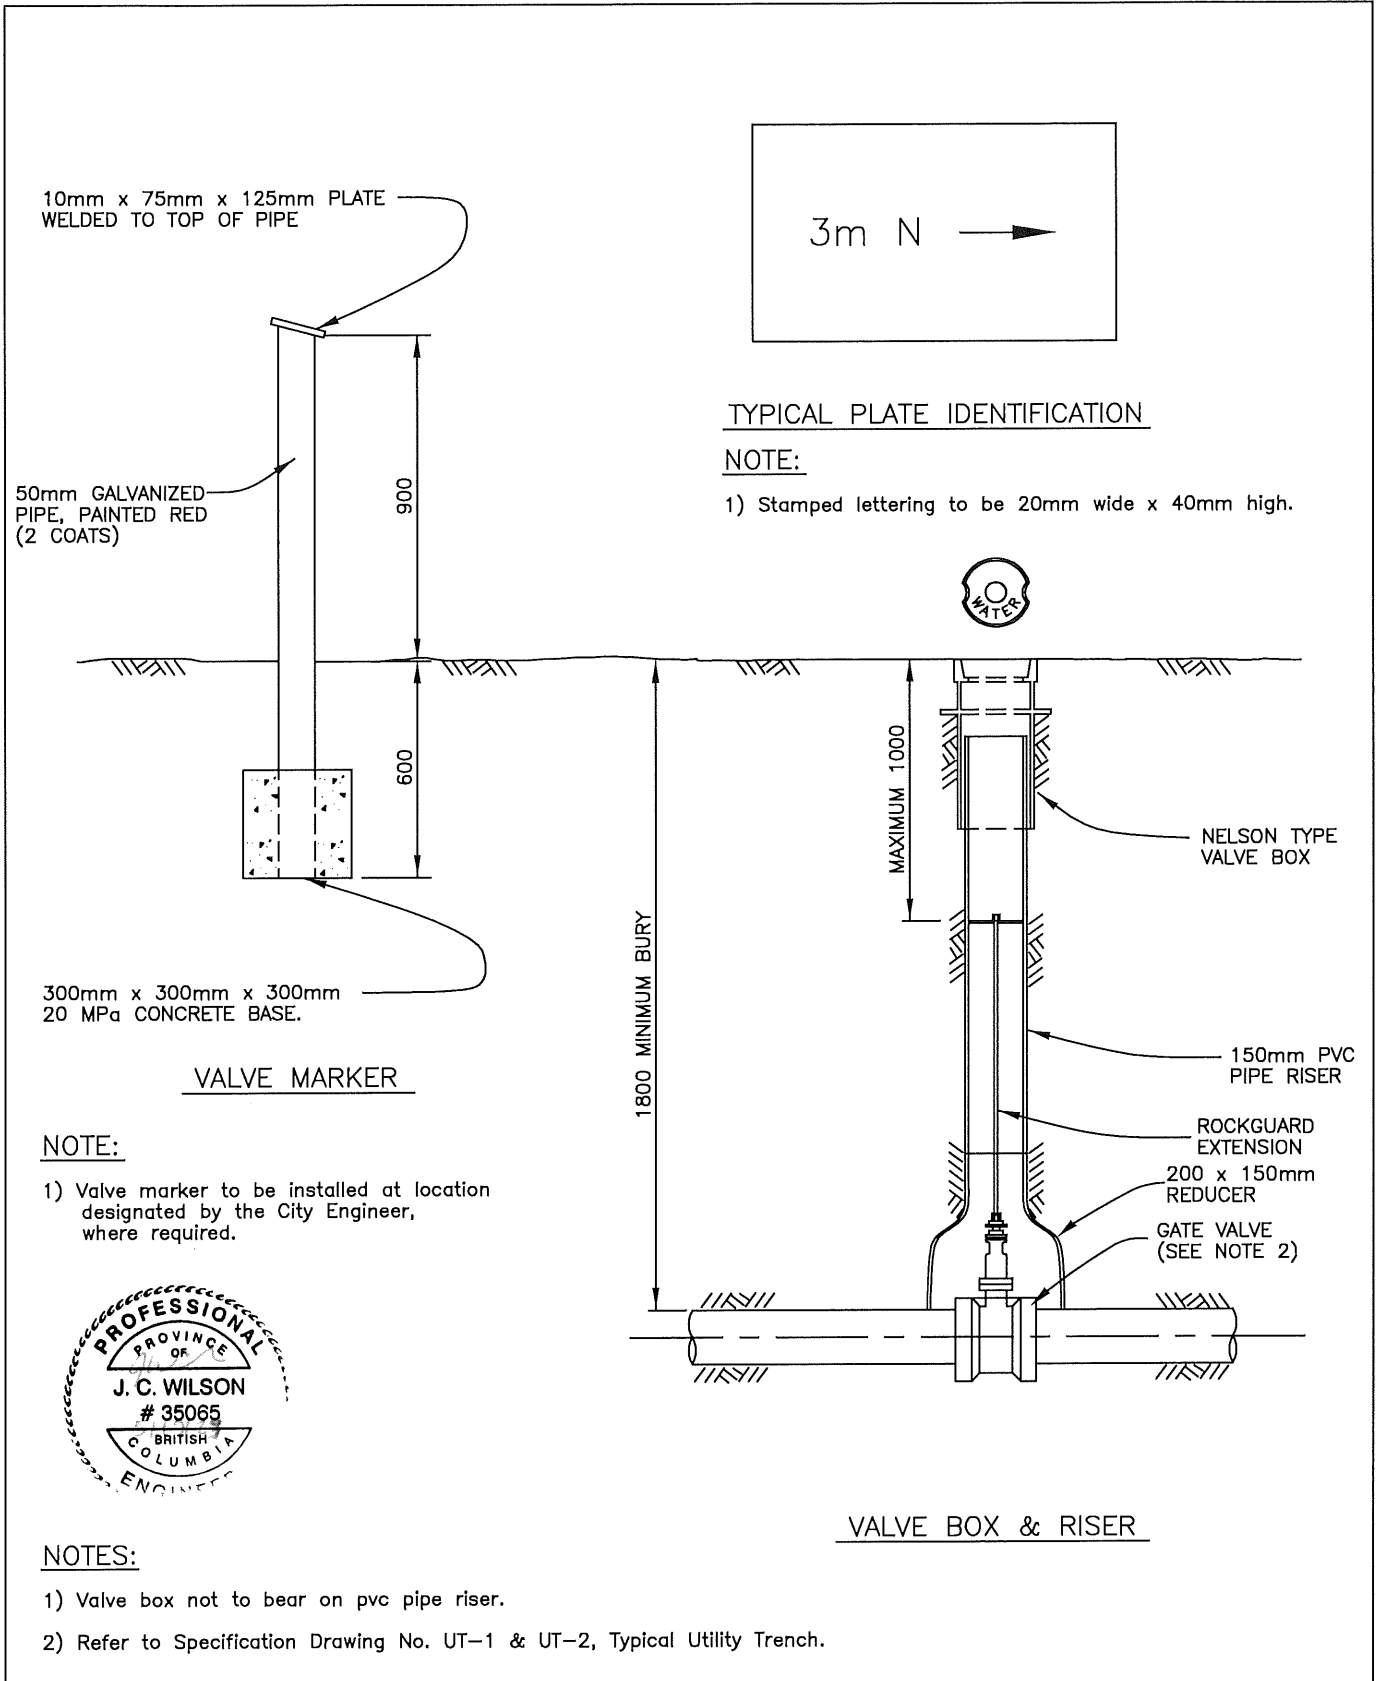 10mm x 75mm x 125mm PLATE
WELDED TO TOP OF PIPE
3m N
TYPICAL PLATE IDENTIFICATION
NOTE:
1) Stamped lettering to be 20mm wide x 40mm high.
50mm GALVANIZED
PIPE, PAINTED RED
(2 COATS)
900
600
WATER
MAXIMUM 1000
1800 MINIMUM BURY
NELSON TYPE
VALVE BOX
300mm x 300mm x 300mm
20 MPa CONCRETE BASE.
VALVE MARKER
150mm PVC
PIPE RISER
ROCKGUARD
EXTENSION
200 x 150mm
REDUCER
GATE VALVE
(SEE NOTE 2)
NOTE:
1) Valve marker to be installed at location
designated by the City Engineer,
where required.
PROFESSIONAL
PROVINCE
OF
J. C. WILSON
# 35065
BRITISH
COLUMBIA
ENGINEER
VALVE BOX & RISER
NOTES:
1) Valve box not to bear on pvc pipe riser.
2) Refer to Specification Drawing No. UT-1 & UT-2, Typical Utility Trench.